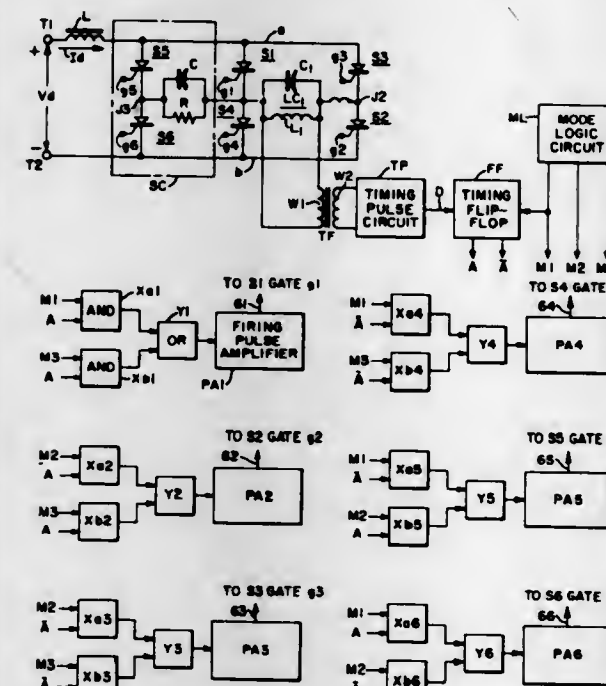 T1
L
a
+
Id
S5
C
S1
C1
g3
S3
g5
J3
g1
LC1
J2
Vd
R
S4
L1
S2
g6
S6
g4
g2
ML
MODE
LOGIC
CIRCUIT
-
T2
SC
b
W1
W2
TF
TP
TIMING
PULSE
CIRCUIT
D
FF
TIMING
FLIP-
FLOP
A Ā
M1 M2
TO S1 GATE g1
61
M1
A
AND
Xa1
Y1
OR
FIRING
PULSE
AMPLIFIER
M3
A
AND
Xb1
PA1
TO S4 GATE
64
M1
Ā
Xa4
Y4
PA4
M3
Ā
Xb4
TO S2 GATE g2
62
M2
A
Xa2
Y2
PA2
M3
A
Xb2
TO S5 GATE
65
M1
Ā
Xa5
Y5
PA5
M2
A
Xb5
TO S3 GATE g3
63
M2
Ā
Xa3
Y3
PA3
M3
Ā
Xb3
TO S6 GATE
66
M1
A
Xa6
Y6
PA6
M2
Xb6